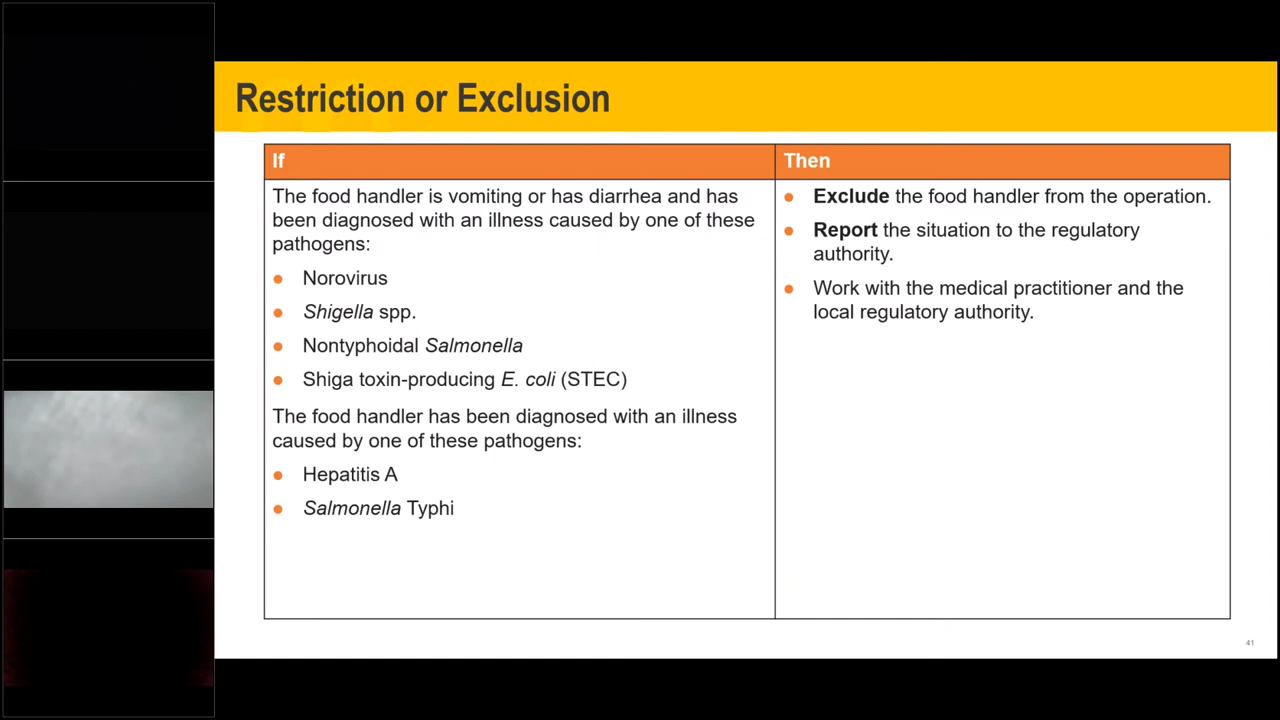 Restriction or Exclusion
If
The food handler is vomiting or has diarrhea and has
been diagnosed with an illness caused by one of these
pathogens:
Norovirus
Shigella spp.
Nontyphoidal Salmonella
Shiga toxin-producing E. coli (STEC)
The food handler has been diagnosed with an illness
caused by one of these pathogens:
Hepatitis A
Salmonella Typhi
Then
Exclude the food handler from the operation.
Report the situation to the regulatory
authority.
Work with the medical practitioner and the
local regulatory authority.
41